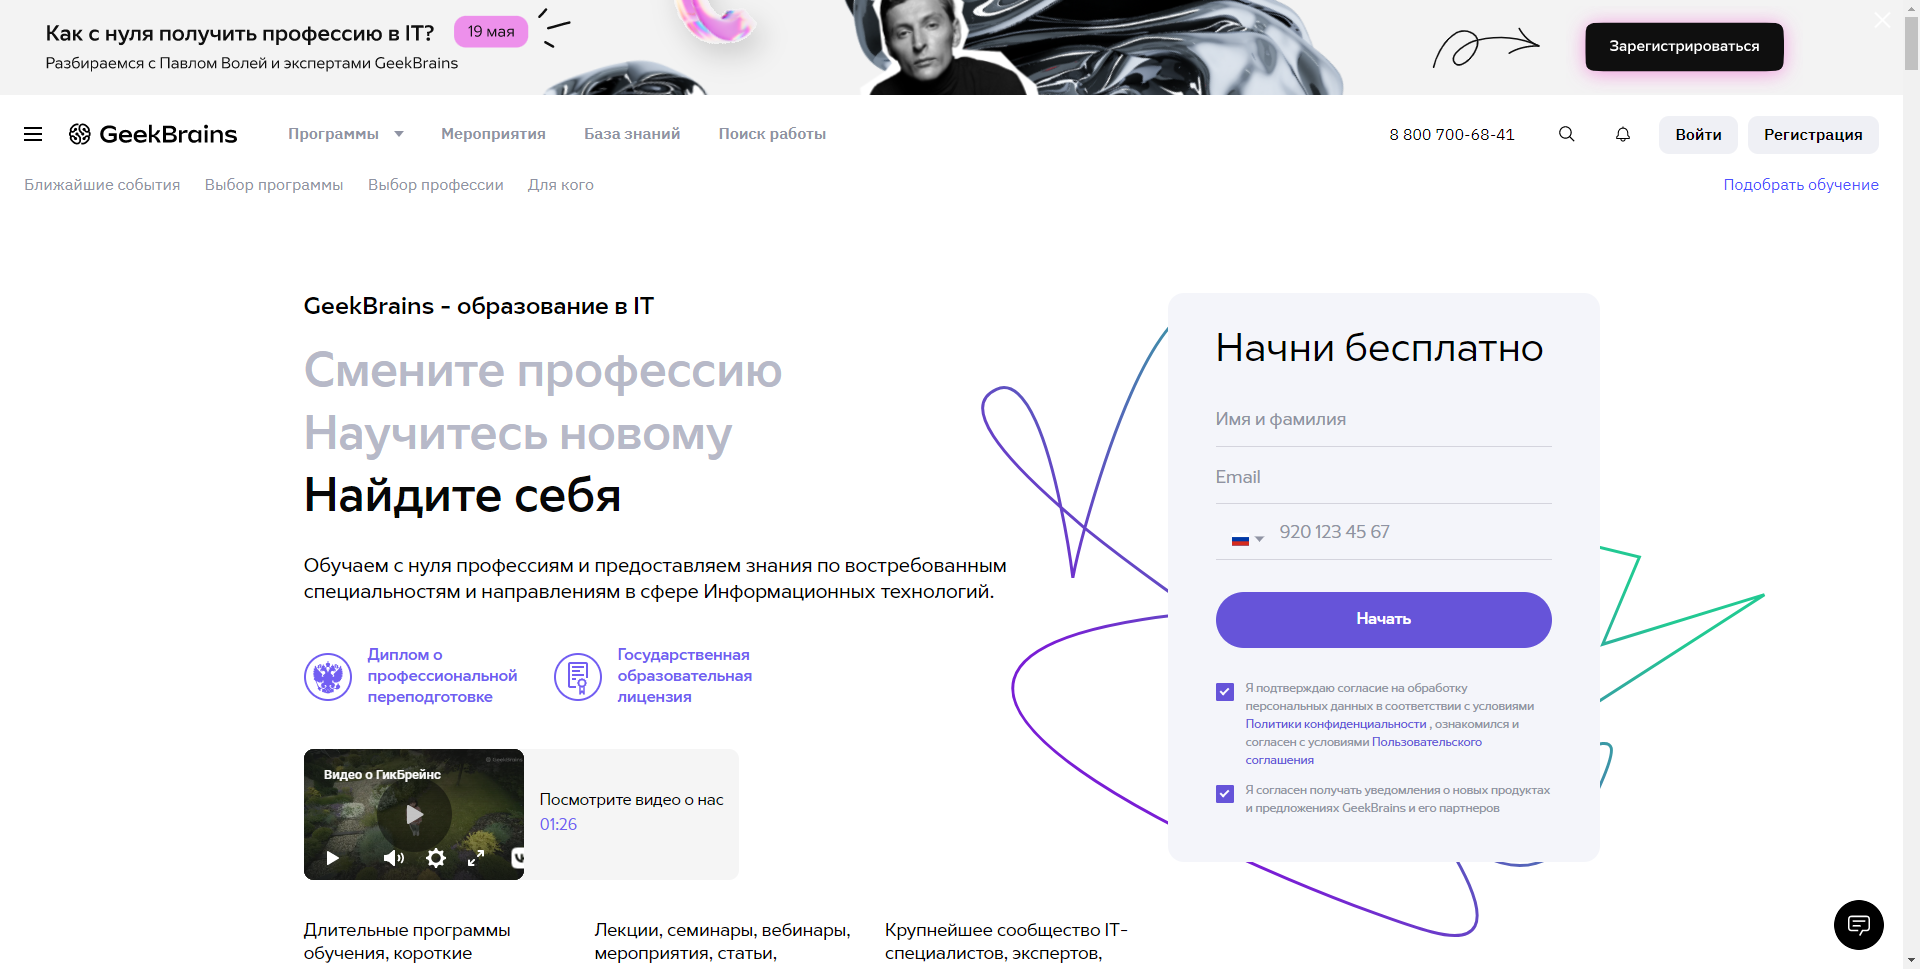 Как с нуля получить профессию в IT?
19 мая
Разбираемся с Павлом Волей и экспертами GeekBrains
Зарегистрироваться
GeekBrains
Программы
Мероприятия
База знаний
Поиск работы
8 800 700-68-41
Войти
Регистрация
Ближайшие события
Выбор программы
Выбор профессии
Для кого
Подобрать обучение
GeekBrains - образование в IT
Смените профессию
Научитесь новому
Найдите себя
Обучаем с нуля профессиям и предоставляем знания по востребованным
специальностям и направлениям в сфере Информационных технологий.
Диплом о
профессиональной
переподготовке
Государственная
образовательная
лицензия
Видео о ГикБрейнс
GeekBrains
Посмотрите видео о нас
01:26
Длительные программы
обучения, короткие
Лекции, семинары, вебинары,
мероприятия, статьи,
Крупнейшее сообщество IT-
специалистов, экспертов,
Начни бесплатно
Имя и фамилия
Email
920 123 45 67
Начать
Я подтверждаю согласие на обработку
персональных данных в соответствии с условиями
Политики конфиденциальности , ознакомился и
согласен с условиями Пользовательского
соглашения
Я согласен получать уведомления о новых продуктах
и предложениях GeekBrains и его партнеров